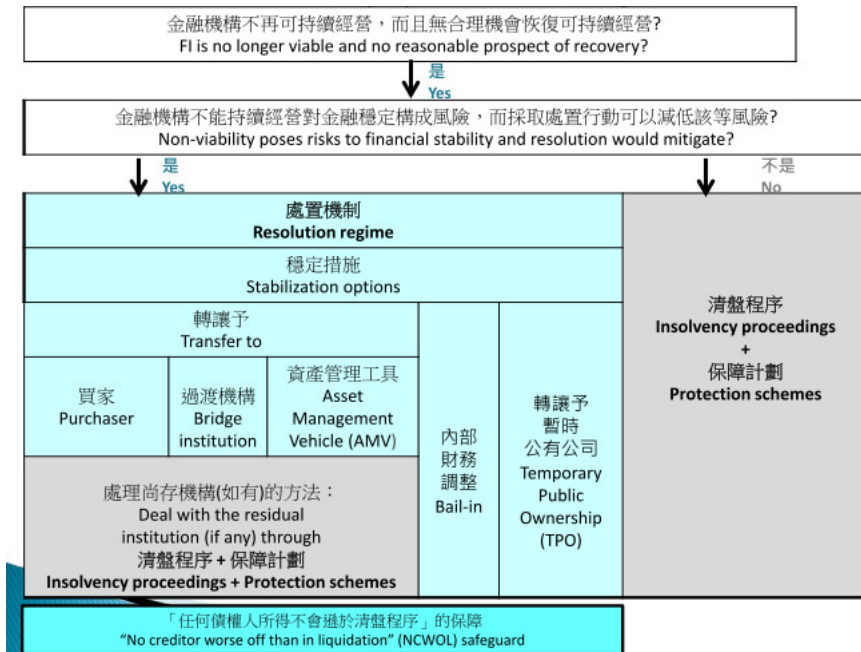 金融機構不再可持續經營，而且無合理機會恢復可持續經營?
FI is no longer viable and no reasonable prospect of recovery?
是
Yes
金融機構不能持續經營對金融穩定構成風險，而採取處置行動可以減低該等風險?
Non-viability poses risks to financial stability and resolution would mitigate?
是
Yes
不是
No
處置機制
Resolution regime
穩定措施
Stabilization options
轉讓予
Transfer to
買家
Purchaser
過渡機構
Bridge
institution
資產管理工具
Asset
Management
Vehicle (AMV)
處理尚存機構(如有)的方法：
Deal with the residual
institution (if any) through
清盤程序 + 保障計劃
Insolvency proceedings + Protection schemes
內部
財務
調整
Bail-in
轉讓予
暫時
公有公司
Temporary
Public
Ownership
(TPO)
清盤程序
Insolvency proceedings
+
保障計劃
Protection schemes
「任何債權人所得不會遜於清盤程序」的保障
“No creditor worse off than in liquidation” (NCWOL) safeguard